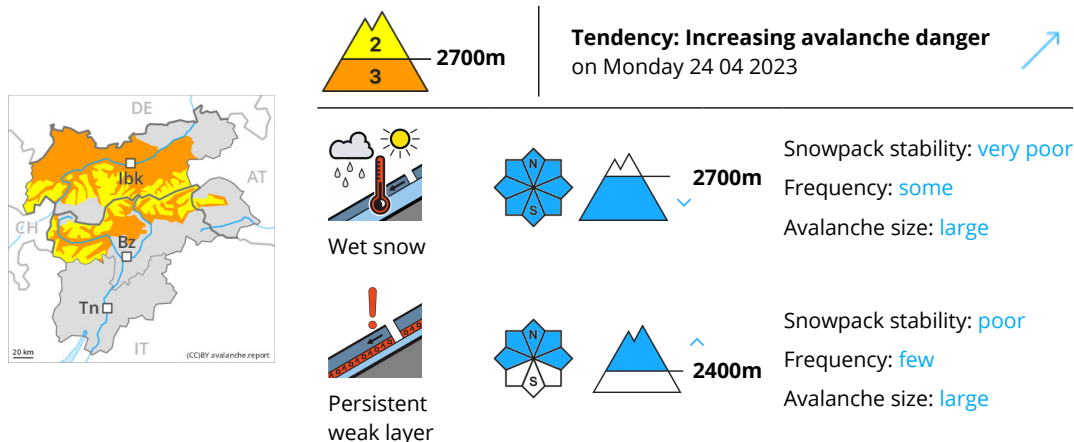 2
3
2700m
Tendency: Increasing avalanche danger
on Monday 24 04 2023
DE
AT
CH
IT
Ibk
Bz
Tn
20 km
(CC)BY avalanche.report
Wet snow
N
S
2700m
Snowpack stability: very poor
Frequency: some
Avalanche size: large
Persistent
weak layer
N
S
2400m
Snowpack stability: poor
Frequency: few
Avalanche size: large